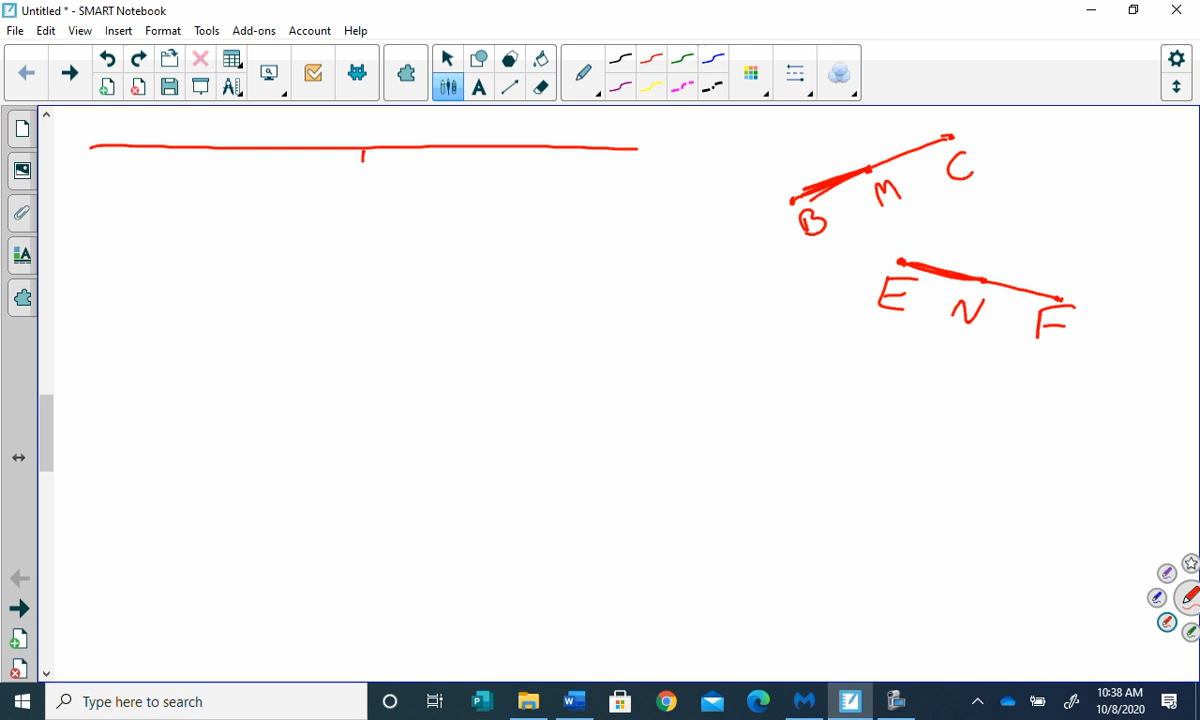 Untitled * - SMART Notebook
File Edit View Insert Format Tools Add-ons Account Help
A
C
M
B
E N F
A
Type here to search
10:38 AM
10/8/2020